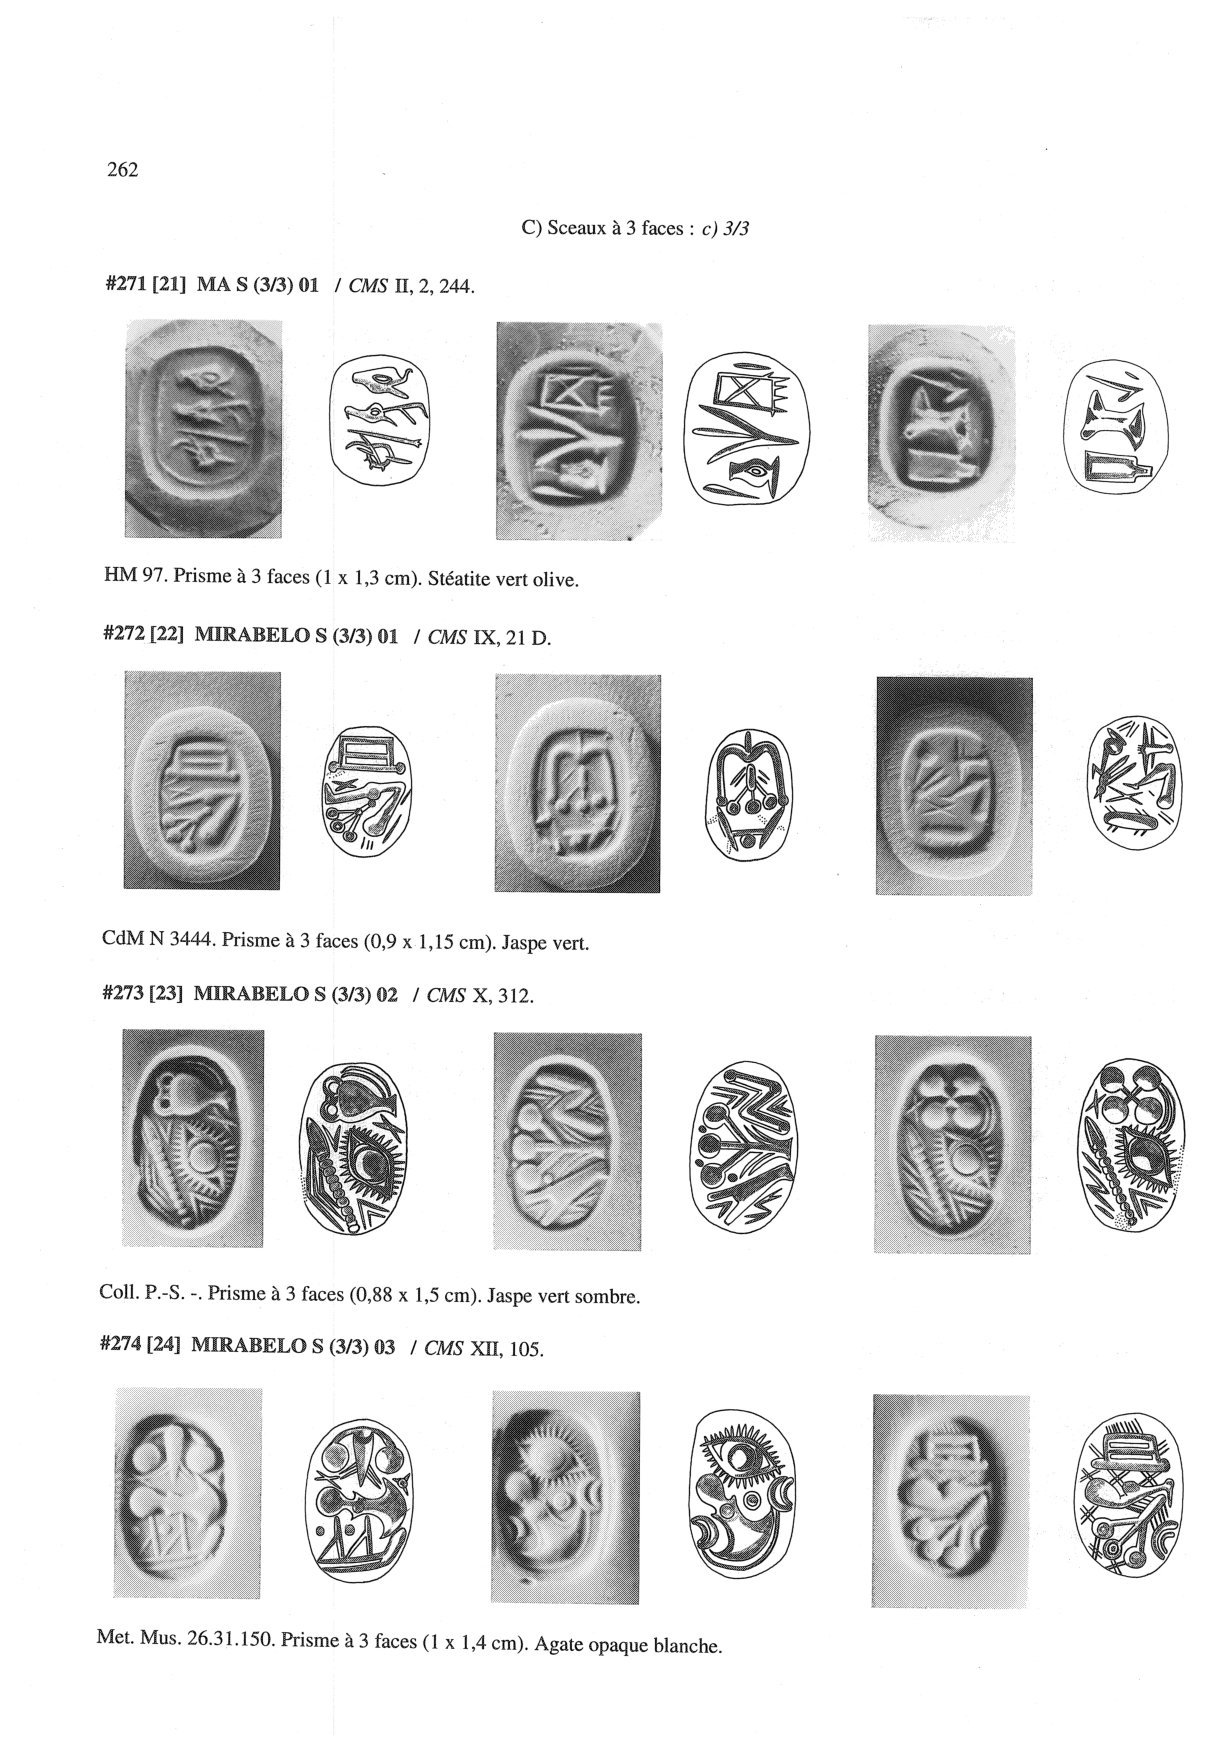 262
C) Sceaux à 3 faces : c) 3/3
#271 [21] MA S (3/3) 01 / CMS II, 2, 244.
HM 97. Prisme à 3 faces (1 x 1,3 cm). Stéatite vert olive.
#272 [22] MIRABELO S (3/3) 01 / CMS IX, 21 D.
CdM N 3444. Prisme à 3 faces (0,9 x 1,15 cm). Jaspe vert.
#273 [23] MIRABELO S (3/3) 02 / CMS X, 312.
Coll. P.-S. -. Prisme à 3 faces (0,88 x 1,5 cm). Jaspe vert sombre.
#274 [24] MIRABELO S (3/3) 03 / CMS XII, 105.
Met. Mus. 26.31.150. Prisme à 3 faces (1 x 1,4 cm). Agate opaque blanche.